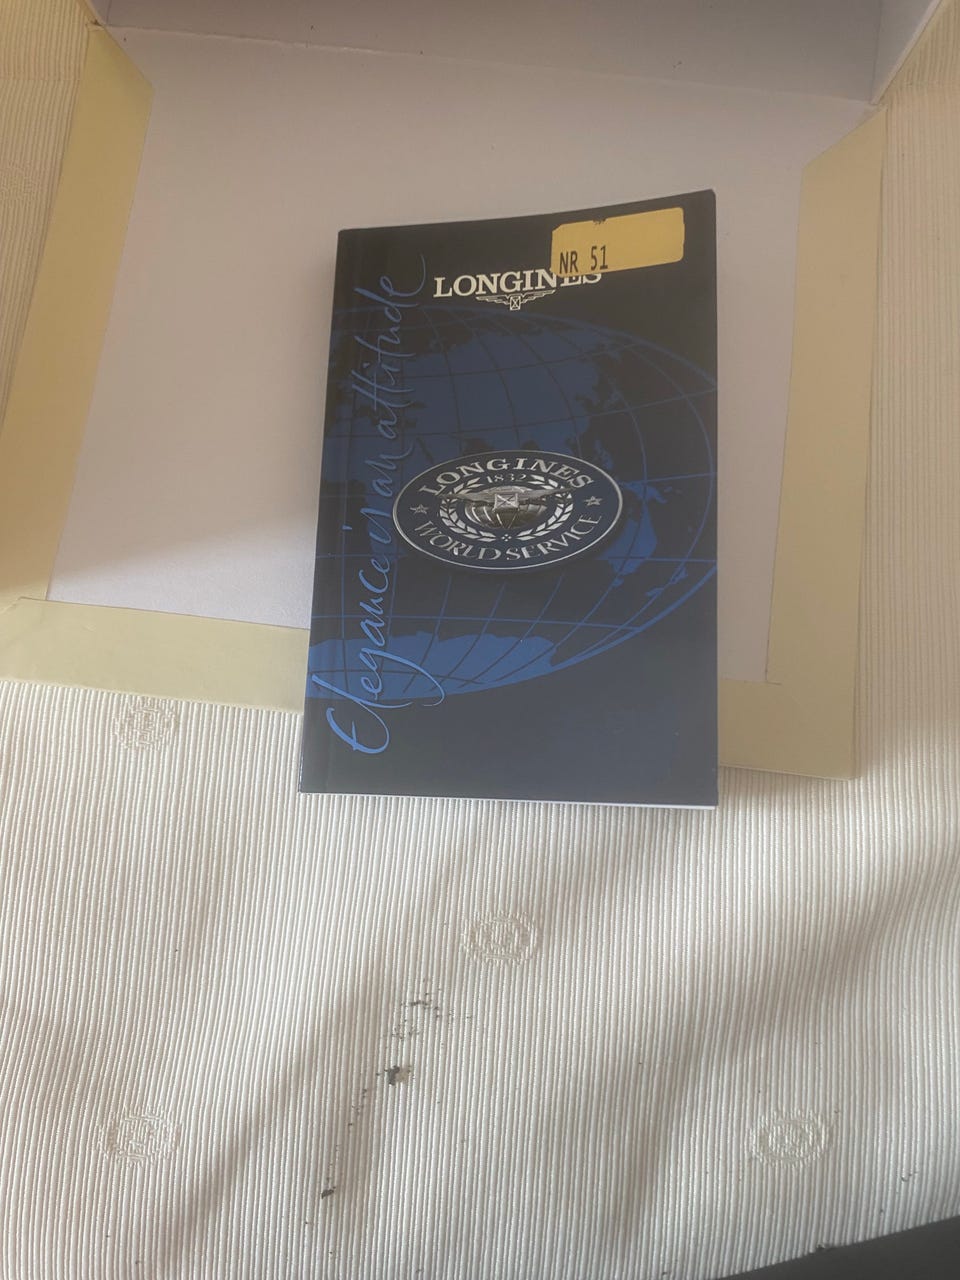 NR 51
LONGINES
Elegance is an attitude
LONGINES
1832
WORLD SERVICE